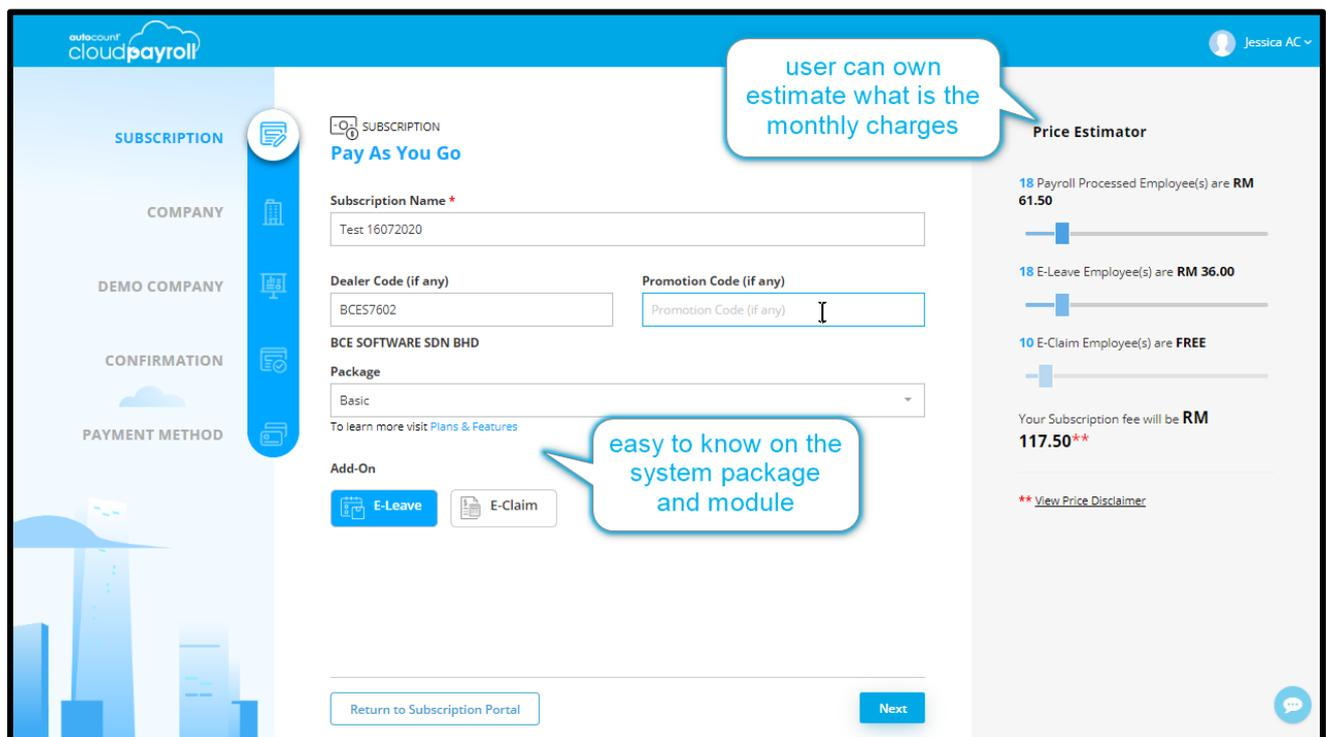 autocount
cloudpayroll
Jessica AC
user can own
estimate what is the
monthly charges
SUBSCRIPTION
COMPANY
DEMO COMPANY
CONFIRMATION
PAYMENT METHOD
SUBSCRIPTION
Pay As You Go
Subscription Name *
Test 16072020
Dealer Code (if any)
Promotion Code (if any)
BCES7602
Promotion Code (if any)
BCE SOFTWARE SDN BHD
Package
Basic
To learn more visit Plans & Features
easy to know on the
system package
and module
Add-On
E-Leave
E-Claim
Return to Subscription Portal
Next
Price Estimator
18 Payroll Processed Employee(s) are RM
61.50
18 E-Leave Employee(s) are RM 36.00
10 E-Claim Employee(s) are FREE
Your Subscription fee will be RM
117.50**
** View Price Disclaimer